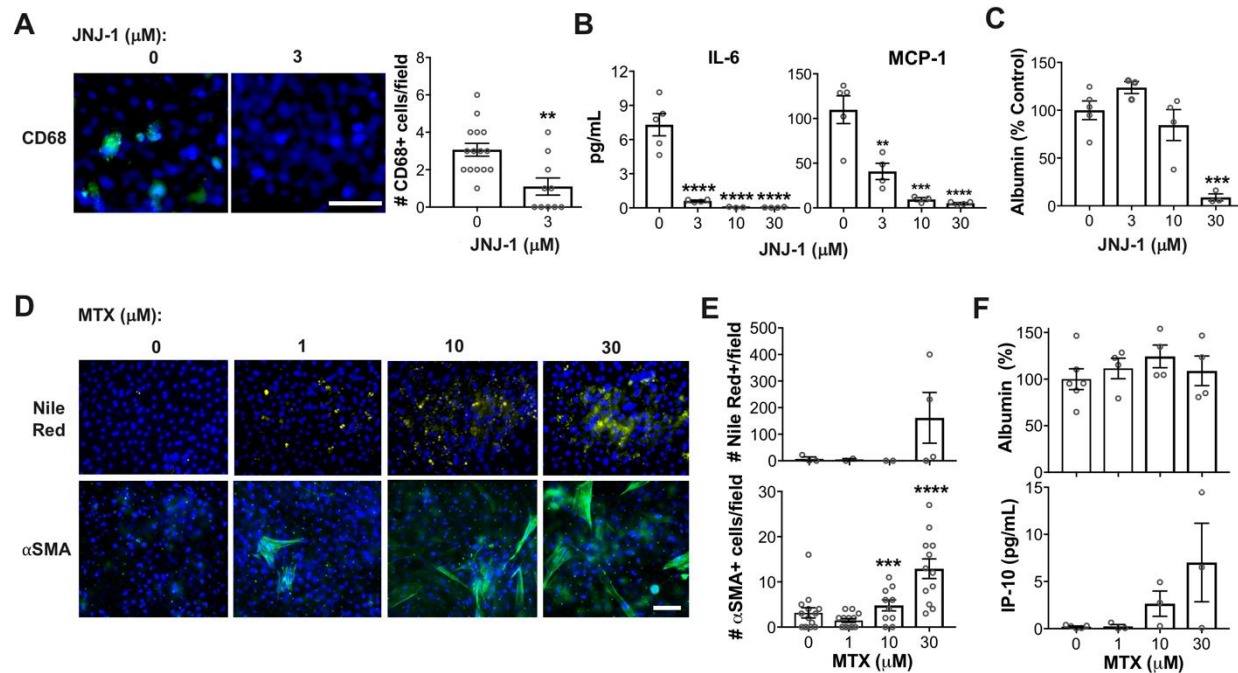 A
JNJ-1 (μM):
0 3
CD68
# CD68+ cells/field
8
6
4
2
0
**
0 3
JNJ-1 (μM)
B
IL-6
MCP-1
pg/mL
12
9
6
3
0
**** **** ****
0 3 10 30
150
100
50
0
** *** ****
0 3 10 30
JNJ-1 (μM)
C
Albumin (% Control)
150
100
50
0
***
0 3 10 30
JNJ-1 (μM)
D
MTX (μM):
0 1 10 30
Nile
Red
αSMA
E
# Nile Red+/field
500
400
300
200
100
0
# αSMA+ cells/field
30
20
10
0
*** ****
0 1 10 30
MTX (μM)
F
Albumin (%)
150
100
50
0
IP-10 (pg/mL)
15
10
5
0
0 1 10 30
MTX (μM)